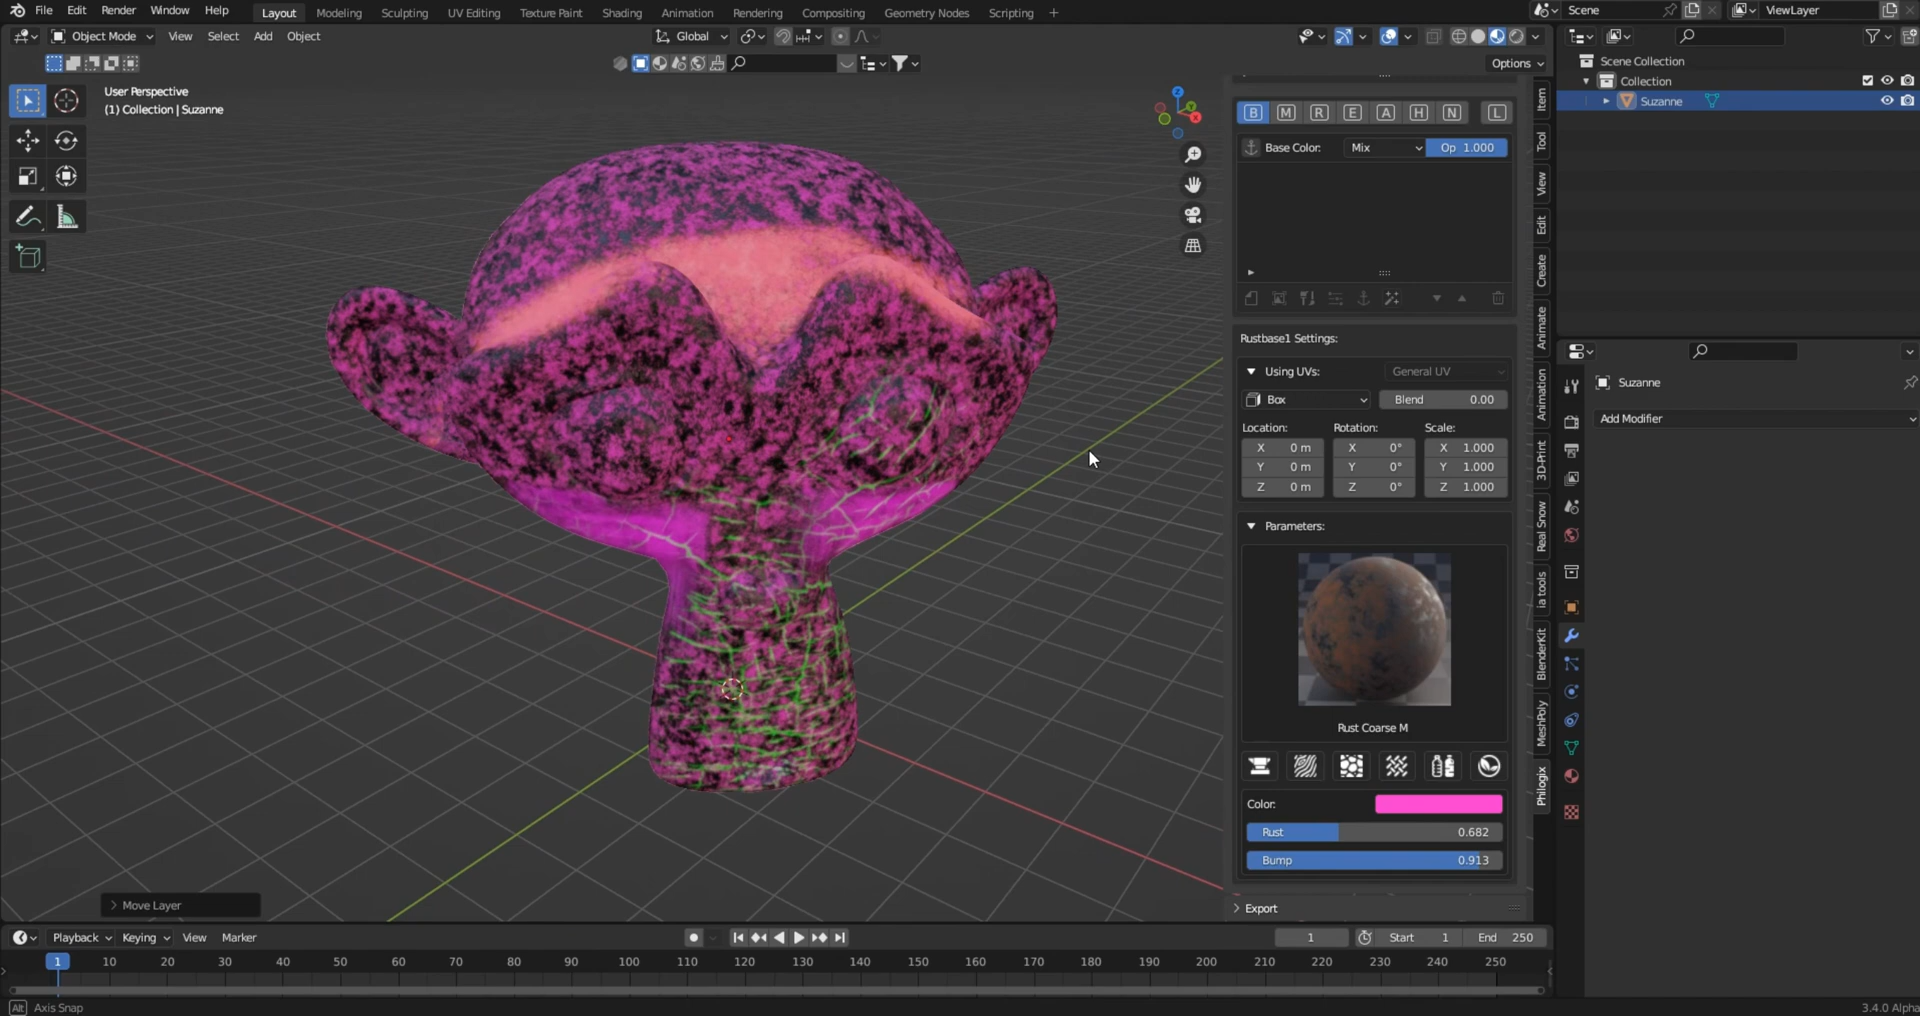 File Edit Render Window Help Layout Modeling Sculpting UV Editing Texture Paint Shading Animation Rendering Compositing Geometry Nodes Scripting + Scene ViewLayer
Object Mode View Select Add Object Global
Options
User Perspective
(1) Collection | Suzanne
B M R E A H N L
Base Color: Mix Op 1.000
Rustbase1 Settings:
Using UVs: General UV
Box Blend 0.00
Location: Rotation: Scale:
X 0 m X 0° X 1.000
Y 0 m Y 0° Y 1.000
Z 0 m Z 0° Z 1.000
Parameters:
Rust Coarse M
Color:
Rust 0.682
Bump 0.913
Export
Item
Tool
View
Edit
Create
Animate
Animation
3D-Print
Real Snow
ia tools
BlenderKit
MeshPoly
Philogix
Scene Collection
Collection
Suzanne
Suzanne
Add Modifier
Z
Y
X
Move Layer
Playback Keying View Marker 1 Start 1 End 250
1 10 20 30 40 50 60 70 80 90 100 110 120 130 140 150 160 170 180 190 200 210 220 230 240 250
Alt Axis Snap 3.4.0 Alpha